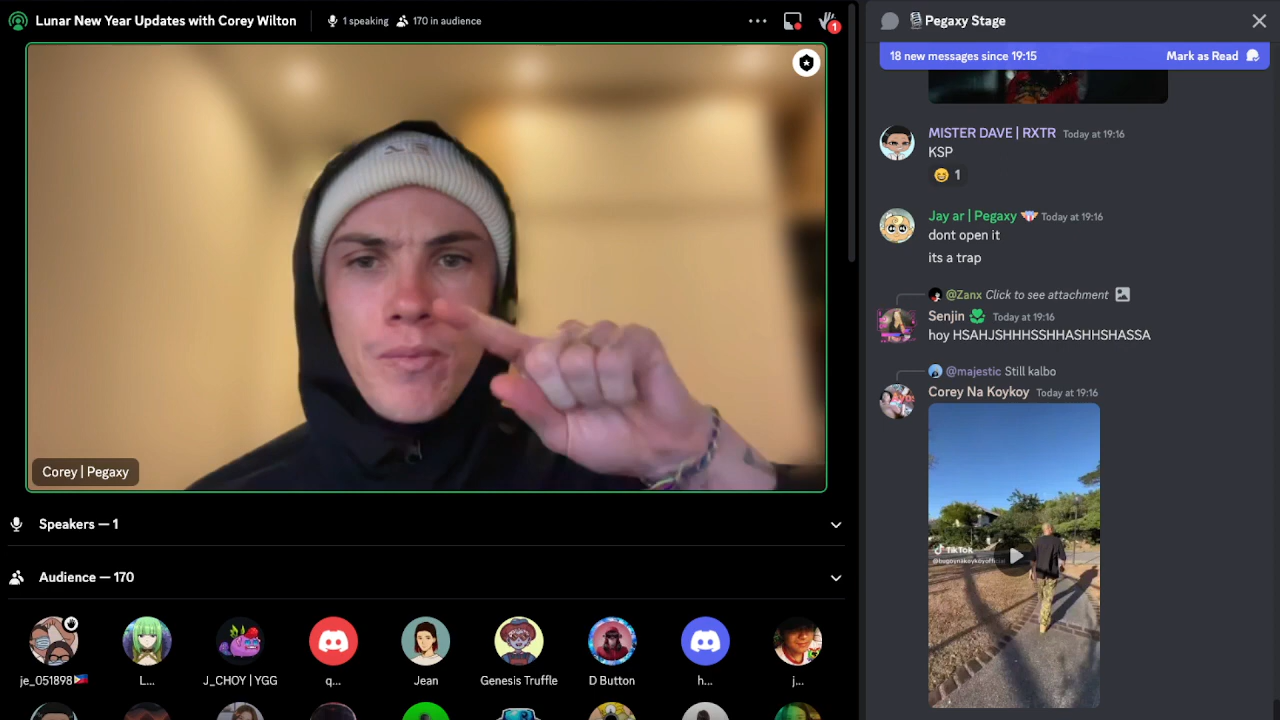 Lunar New Year Updates with Corey Wilton
1 speaking
170 in audience
1
Pegaxy Stage
18 new messages since 19:15
Mark as Read
MISTER DAVE | RXTR Today at 19:16
KSP
1
Jay ar | Pegaxy Today at 19:16
dont open it
its a trap
@Zanx Click to see attachment
Senjin Today at 19:16
hoy HSAHJSHHHSSHHASHHSHASSA
@majestic Still kalbo
Corey Na Koykoy Today at 19:16
TikTok
Corey | Pegaxy
Speakers — 1
Audience — 170
je_051898
L...
J_CHOY | YGG
q...
Jean
Genesis Truffle
D Button
h...
j...